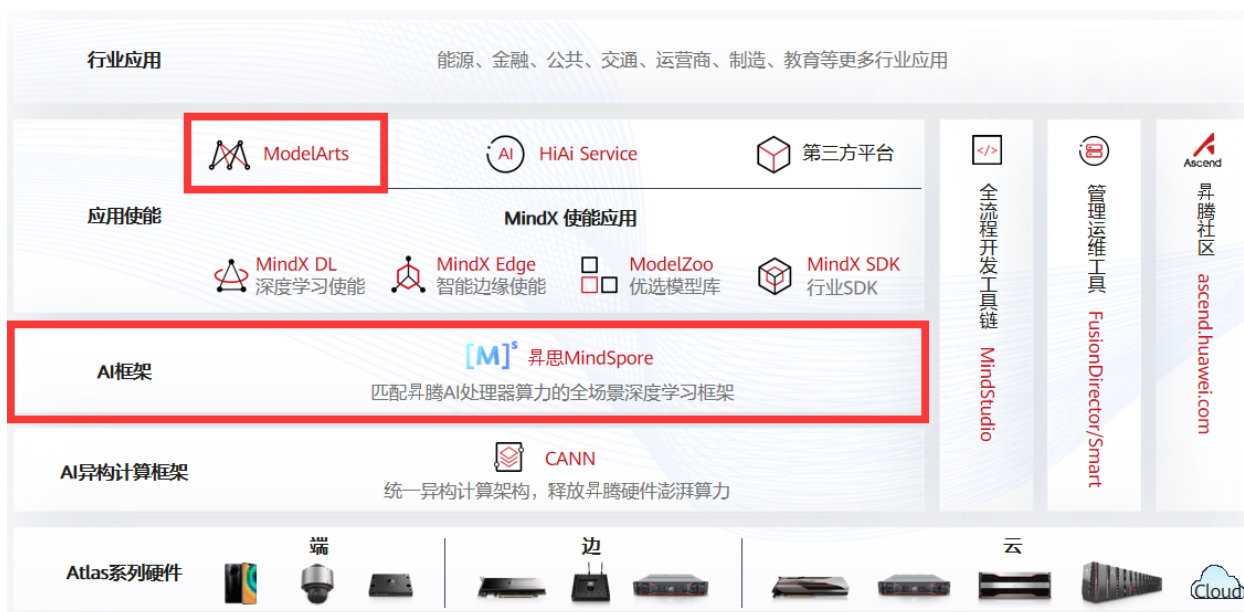 行业应用
能源、金融、公共、交通、运营商、制造、教育等更多行业应用
应用使能
ModelArts
AI
HiAi Service
第三方平台
MindX 使能应用
MindX DL
深度学习使能
MindX Edge
智能边缘使能
ModelZoo
优选模型库
MindX SDK
行业SDK
AI框架
[M]s
昇思MindSpore
匹配昇腾AI处理器算力的全场景深度学习框架
AI异构计算框架
CANN
统一异构计算架构，释放昇腾硬件澎湃算力
</>
全流程开发工具链 MindStudio
管理运维工具 FusionDirector/Smart
Ascend
昇腾社区 ascend.huawei.com
Atlas系列硬件
端
边
云
Cloud